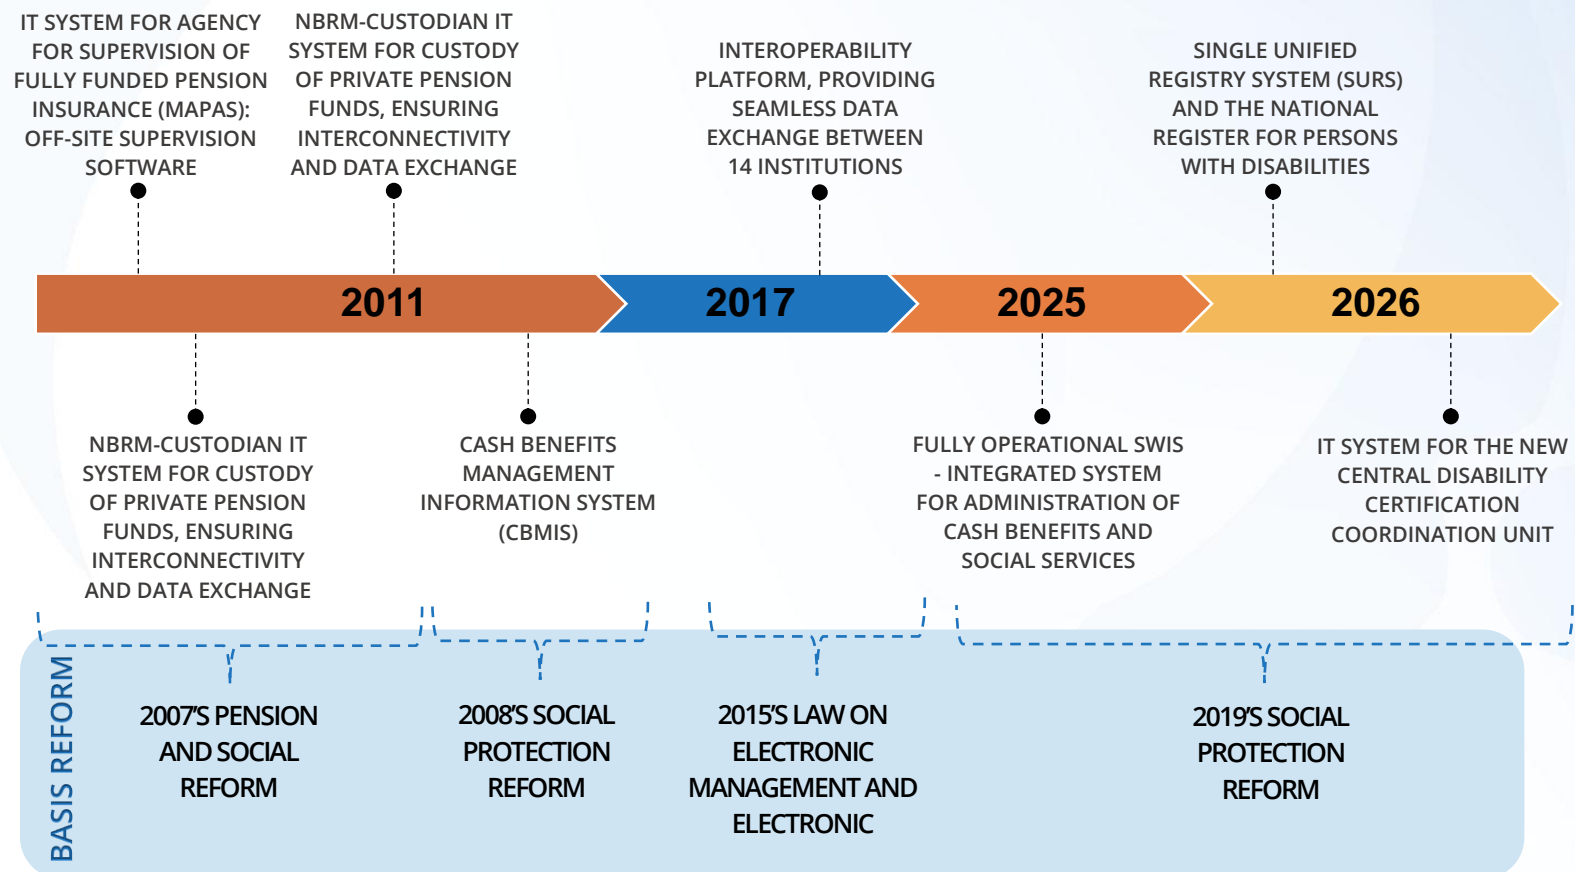 IT SYSTEM FOR AGENCY
FOR SUPERVISION OF
FULLY FUNDED PENSION
INSURANCE (MAPAS):
OFF-SITE SUPERVISION
SOFTWARE
NBRM-CUSTODIAN IT
SYSTEM FOR CUSTODY
OF PRIVATE PENSION
FUNDS, ENSURING
INTERCONNECTIVITY
AND DATA EXCHANGE
INTEROPERABILITY
PLATFORM, PROVIDING
SEAMLESS DATA
EXCHANGE BETWEEN
14 INSTITUTIONS
SINGLE UNIFIED
REGISTRY SYSTEM (SURS)
AND THE NATIONAL
REGISTER FOR PERSONS
WITH DISABILITIES
2011
2017
2025
2026
NBRM-CUSTODIAN IT
SYSTEM FOR CUSTODY
OF PRIVATE PENSION
FUNDS, ENSURING
INTERCONNECTIVITY
AND DATA EXCHANGE
CASH BENEFITS
MANAGEMENT
INFORMATION SYSTEM
(CBMIS)
FULLY OPERATIONAL SWIS
- INTEGRATED SYSTEM
FOR ADMINISTRATION OF
CASH BENEFITS AND
SOCIAL SERVICES
IT SYSTEM FOR THE NEW
CENTRAL DISABILITY
CERTIFICATION
COORDINATION UNIT
BASIS REFORM
2007'S PENSION
AND SOCIAL
REFORM
2008'S SOCIAL
PROTECTION
REFORM
2015'S LAW ON
ELECTRONIC
MANAGEMENT AND
ELECTRONIC
2019'S SOCIAL
PROTECTION
REFORM